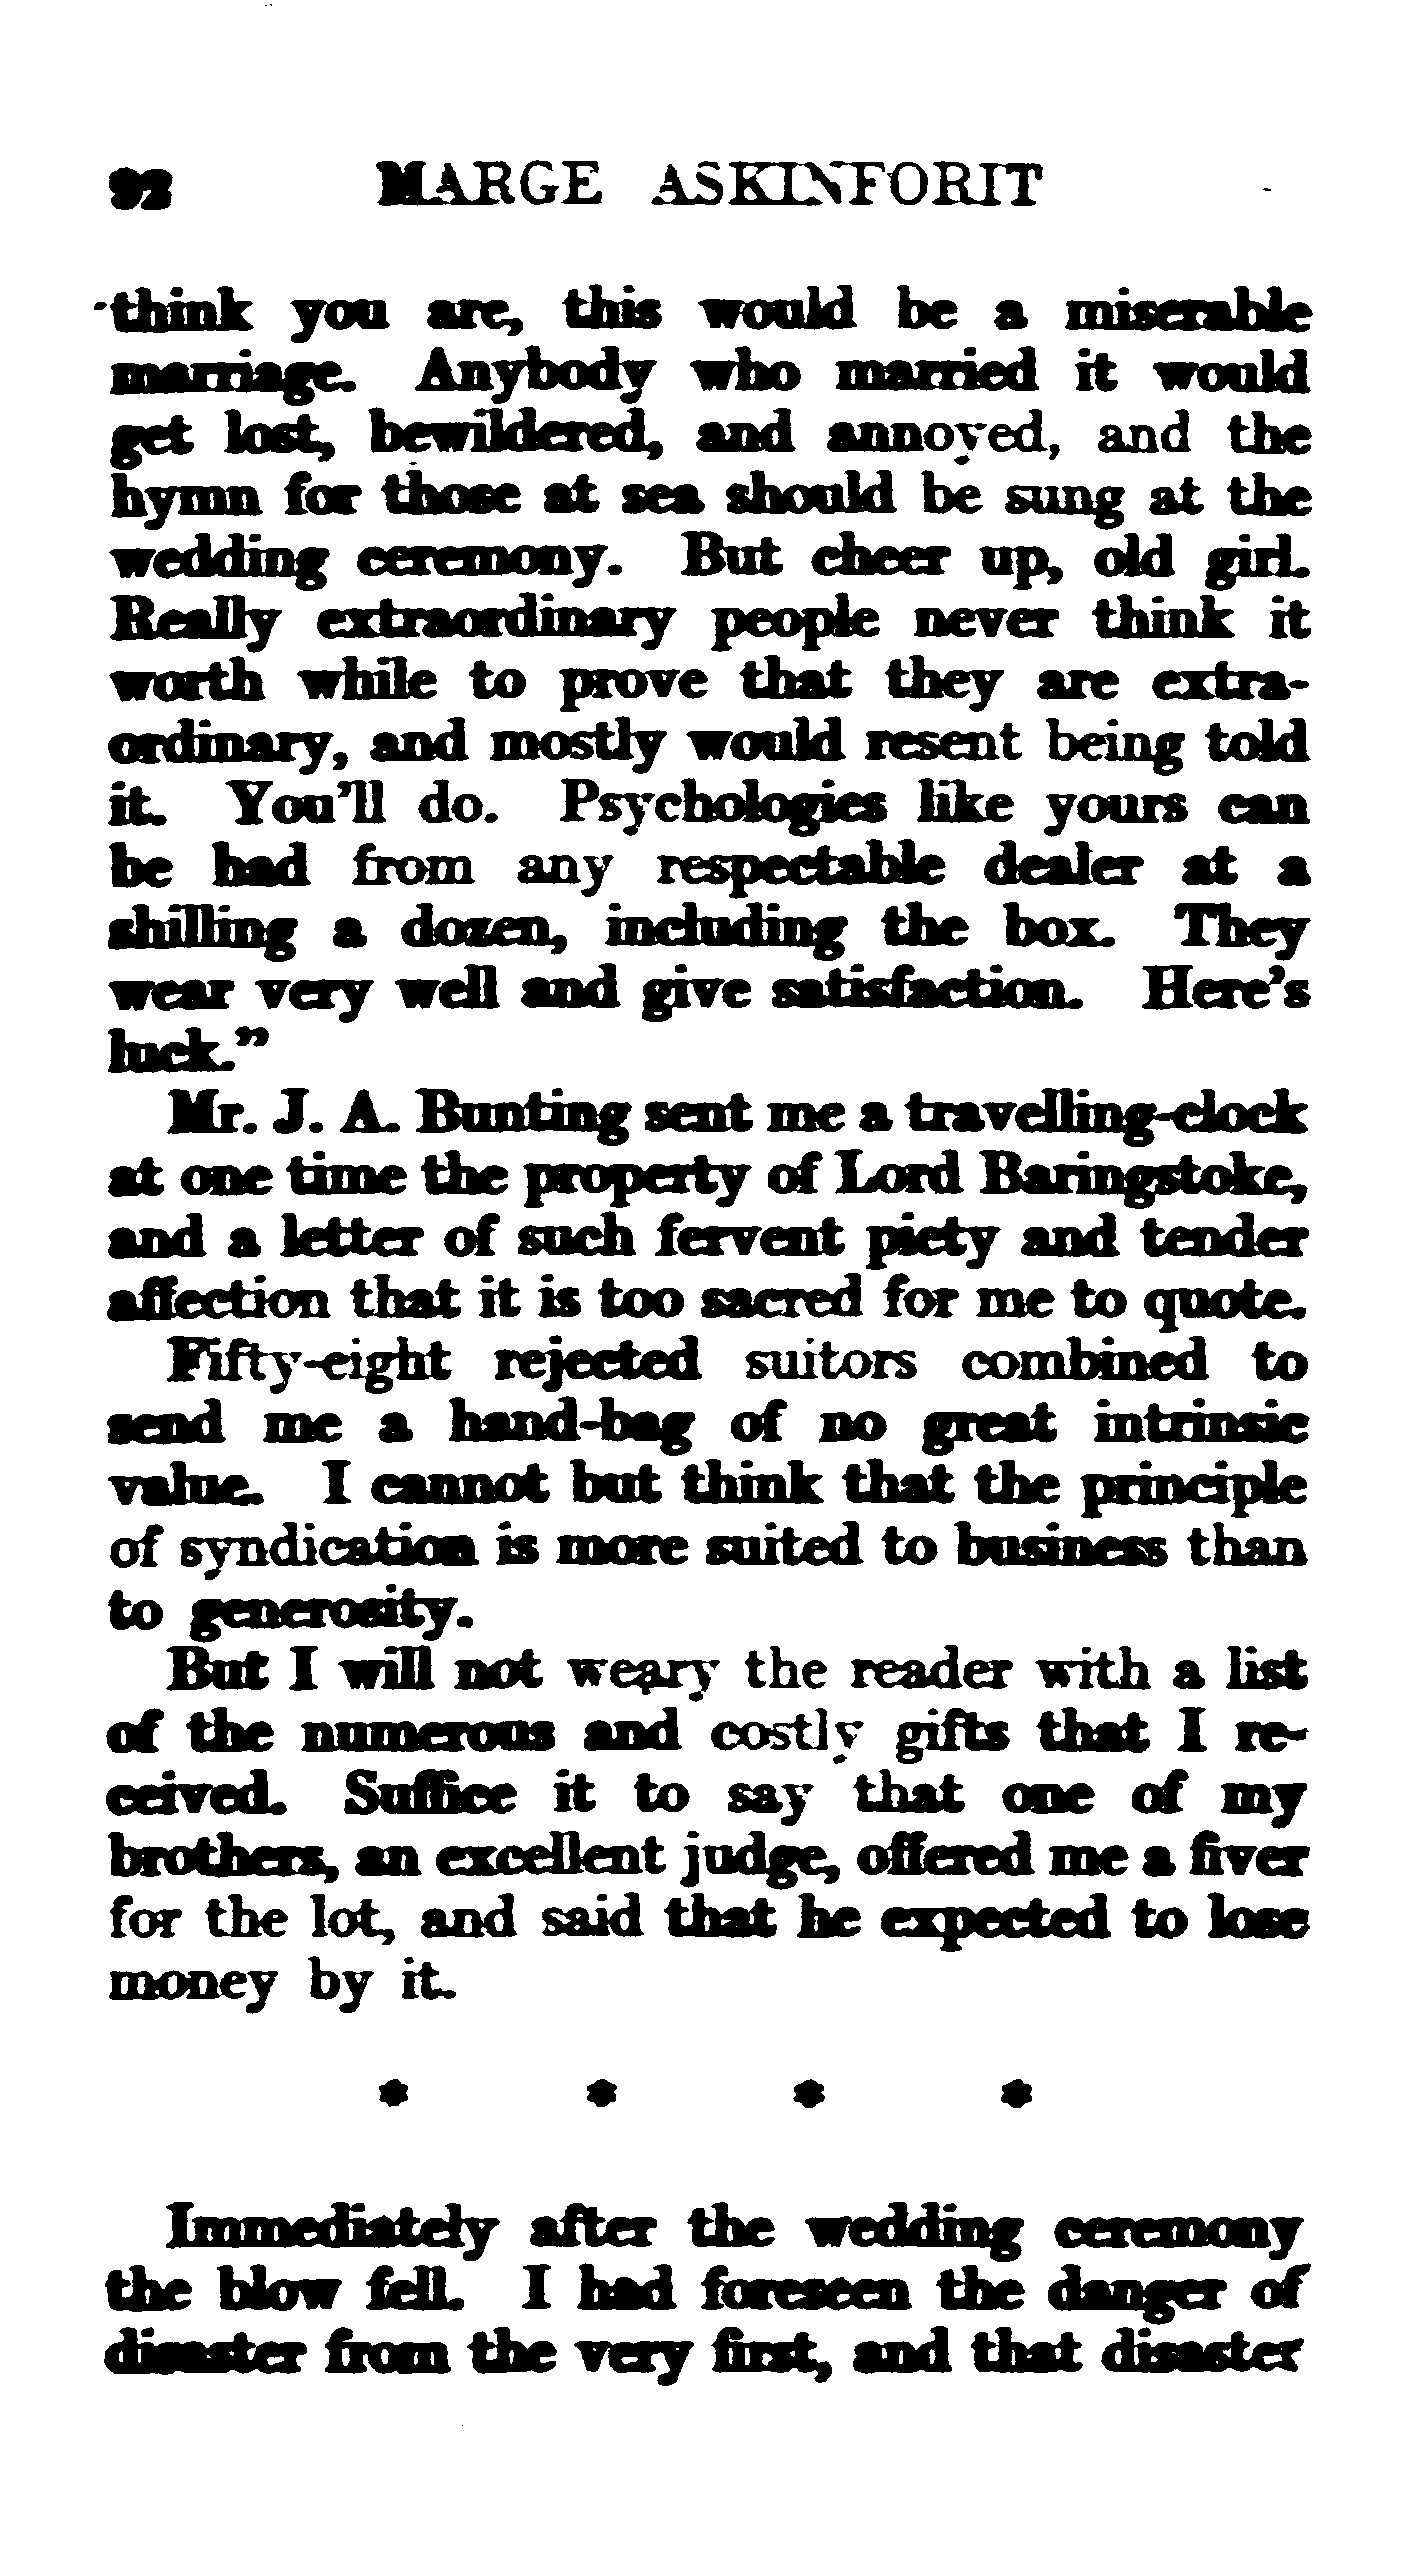 92 MARGE ASKINFORIT
think you are, this would be a miserable
marriage. Anybody who married it would
get lost, bewildered, and annoyed, and the
hymn for those at sea should be sung at the
wedding ceremony. But cheer up, old girl.
Really extraordinary people never think it
worth while to prove that they are extra-
ordinary, and mostly would resent being told
it. You'll do. Psychologies like yours can
be had from any respectable dealer at a
shilling a dozen, including the box. They
wear very well and give satisfaction. Here's
luck."
Mr. J. A. Bunting sent me a travelling-clock
at one time the property of Lord Baringstoke,
and a letter of such fervent piety and tender
affection that it is too sacred for me to quote.
Fifty-eight rejected suitors combined to
send me a hand-bag of no great intrinsic
value. I cannot but think that the principle
of syndication is more suited to business than
to generosity.
But I will not weary the reader with a list
of the numerous and costly gifts that I re-
ceived. Suffice it to say that one of my
brothers, an excellent judge, offered me a fiver
for the lot, and said that he expected to lose
money by it.
* * * *
Immediately after the wedding ceremony
the blow fell. I had foreseen the danger of
disaster from the very first, and that disaster